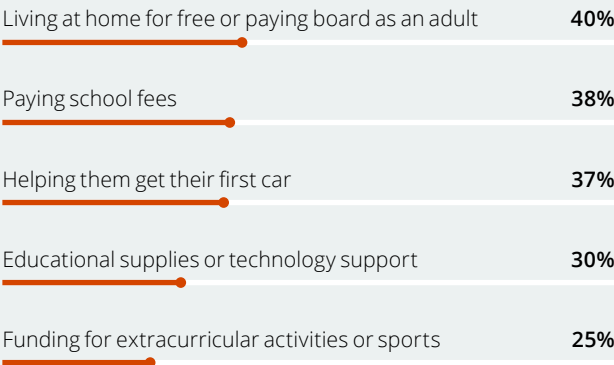 Living at home for free or paying board as an adult 40%
Paying school fees 38%
Helping them get their first car 37%
Educational supplies or technology support 30%
Funding for extracurricular activities or sports 25%